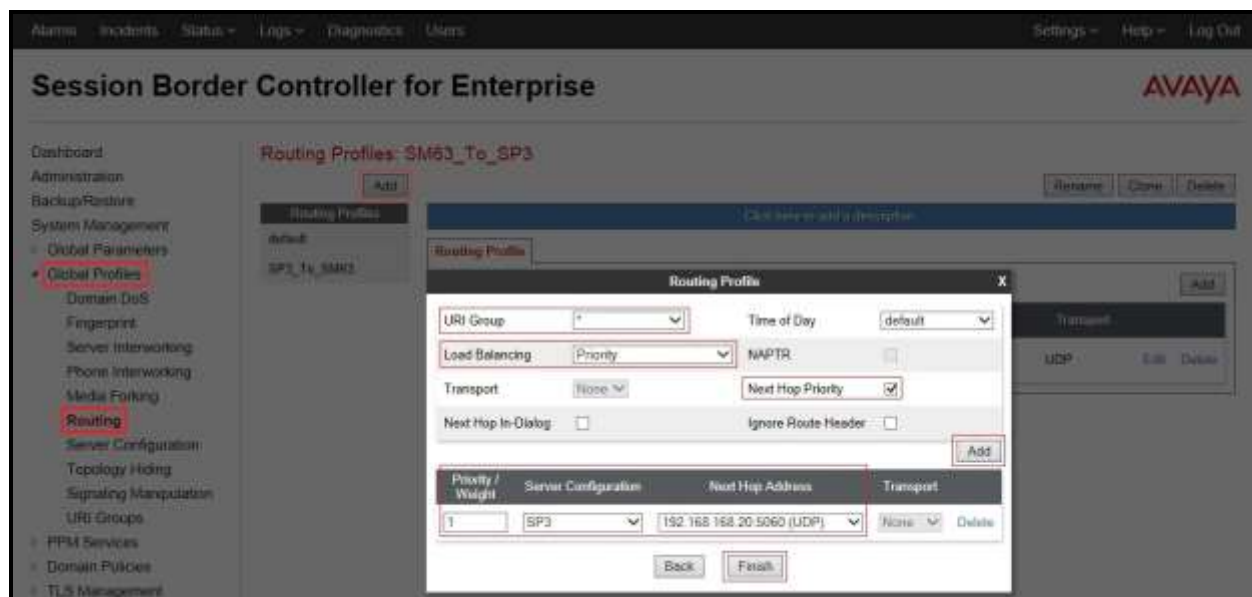 Alarms Incidents Status Logs Diagnostics Users Settings Help Log Out
Session Border Controller for Enterprise
AVAYA
Dashboard
Administration
Backup/Restore
System Management
Global Parameters
Global Profiles
Domain DoS
Fingerprint
Server Interworking
Phone Interworking
Media Forking
Routing
Server Configuration
Topology Hiding
Signaling Manipulation
URI Groups
PPM Services
Domain Policies
TLS Management
Routing Profiles: SM63_To_SP3
Add
Rename Clone Delete
Routing Profiles
default
SP3_To_SM63
Click here to add a description.
Routing Profile
Add
Transport
UDP Edit Delete
Routing Profile X
URI Group * Time of Day default
Load Balancing Priority NAPTR
Transport None Next Hop Priority
Next Hop In-Dialog Ignore Route Header
Add
Priority / Weight Server Configuration Next Hop Address Transport
1 SP3 192.168.168.20:5060 (UDP) None Delete
Back Finish